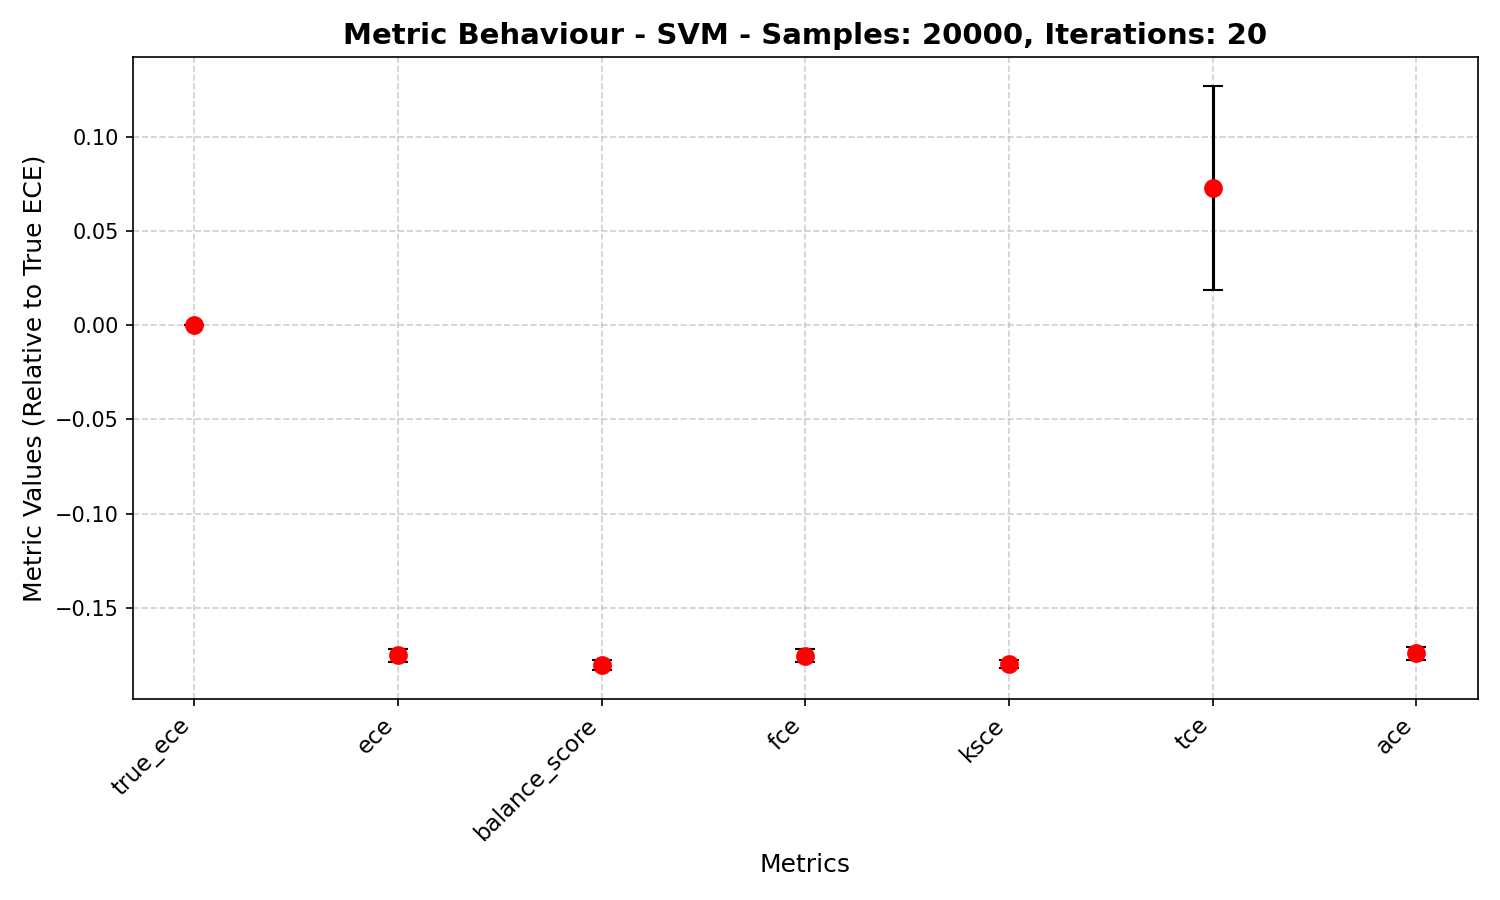 Metric Behaviour - SVM - Samples: 20000, Iterations: 20
Metric Values (Relative to True ECE)
0.10
0.05
0.00
−0.05
−0.10
−0.15
true_ece
ece
balance_score
fce
ksce
tce
ace
Metrics